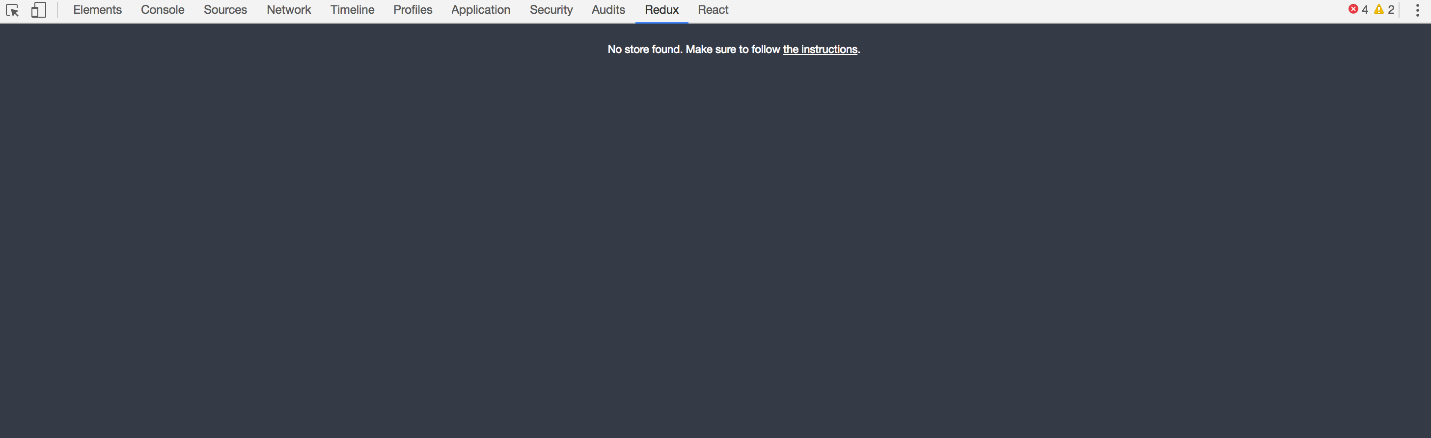 Elements Console Sources Network Timeline Profiles Application Security Audits Redux React 4 2
No store found. Make sure to follow the instructions.